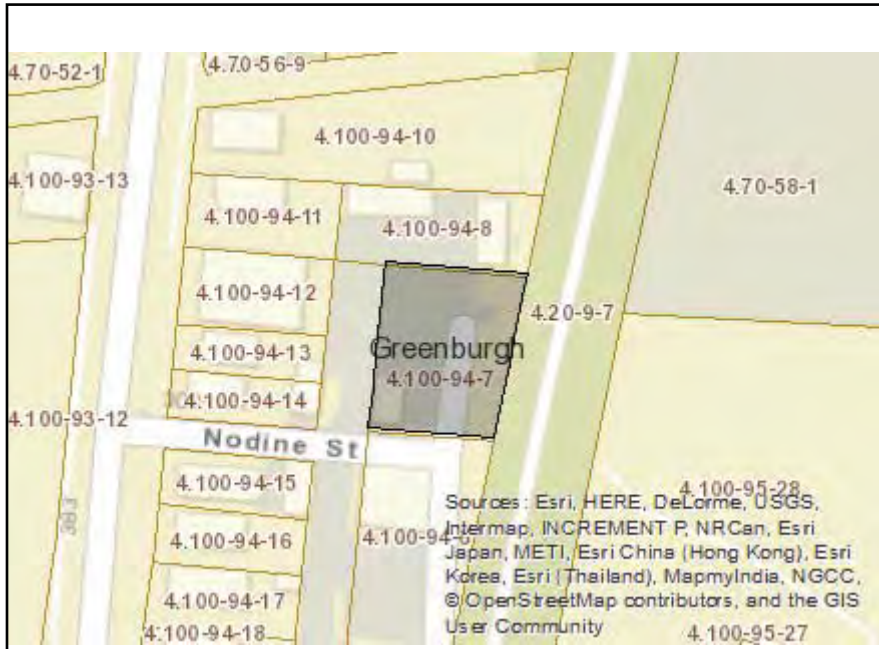 4.70-52-1
4.70-56-9
4.100-94-10
4.100-93-13
4.70-58-1
4.100-94-11
4.100-94-8
4.100-94-12
4.20-9-7
Greenburgh
4.100-94-13
4.100-94-7
4.100-94-14
4.100-93-12
Nodine St
4.100-94-15
4.100-95-28
Sources: Esri, HERE, DeLorme, USGS,
Intermap, INCREMENT P, NRCan, Esri
Japan, METI, Esri China (Hong Kong), Esri
Korea, Esri (Thailand), MapmyIndia, NGCC,
© OpenStreetMap contributors, and the GIS
User Community
4.100-94-16
4.100-94-17
4.100-94-18
4.100-95-27